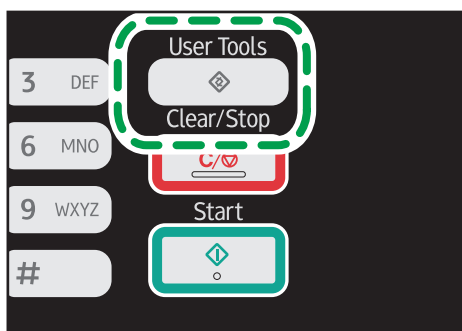 User Tools
3 DEF
Clear/Stop
6 MNO
C/
9 WXYZ
Start
#